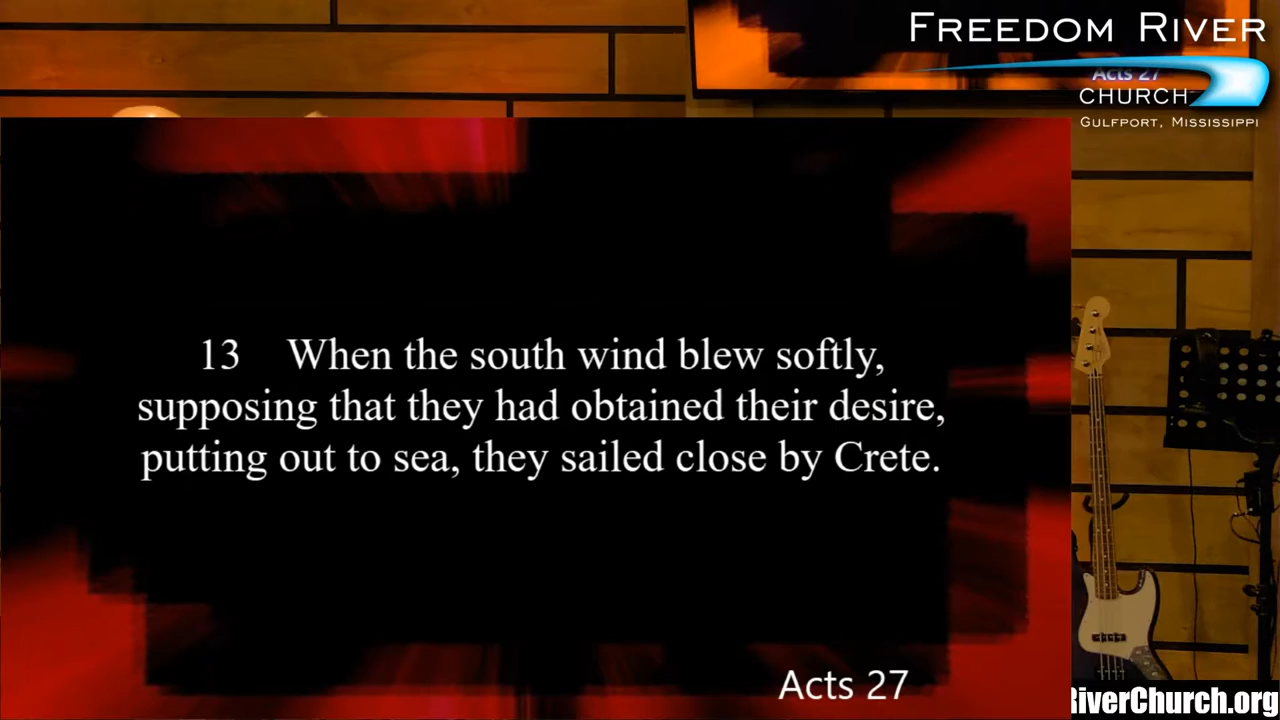 FREEDOM RIVER
Acts 27
CHURCH
GULFPORT, MISSISSIPPI
13 When the south wind blew softly,
supposing that they had obtained their desire,
putting out to sea, they sailed close by Crete.
Acts 27
RiverChurch.org